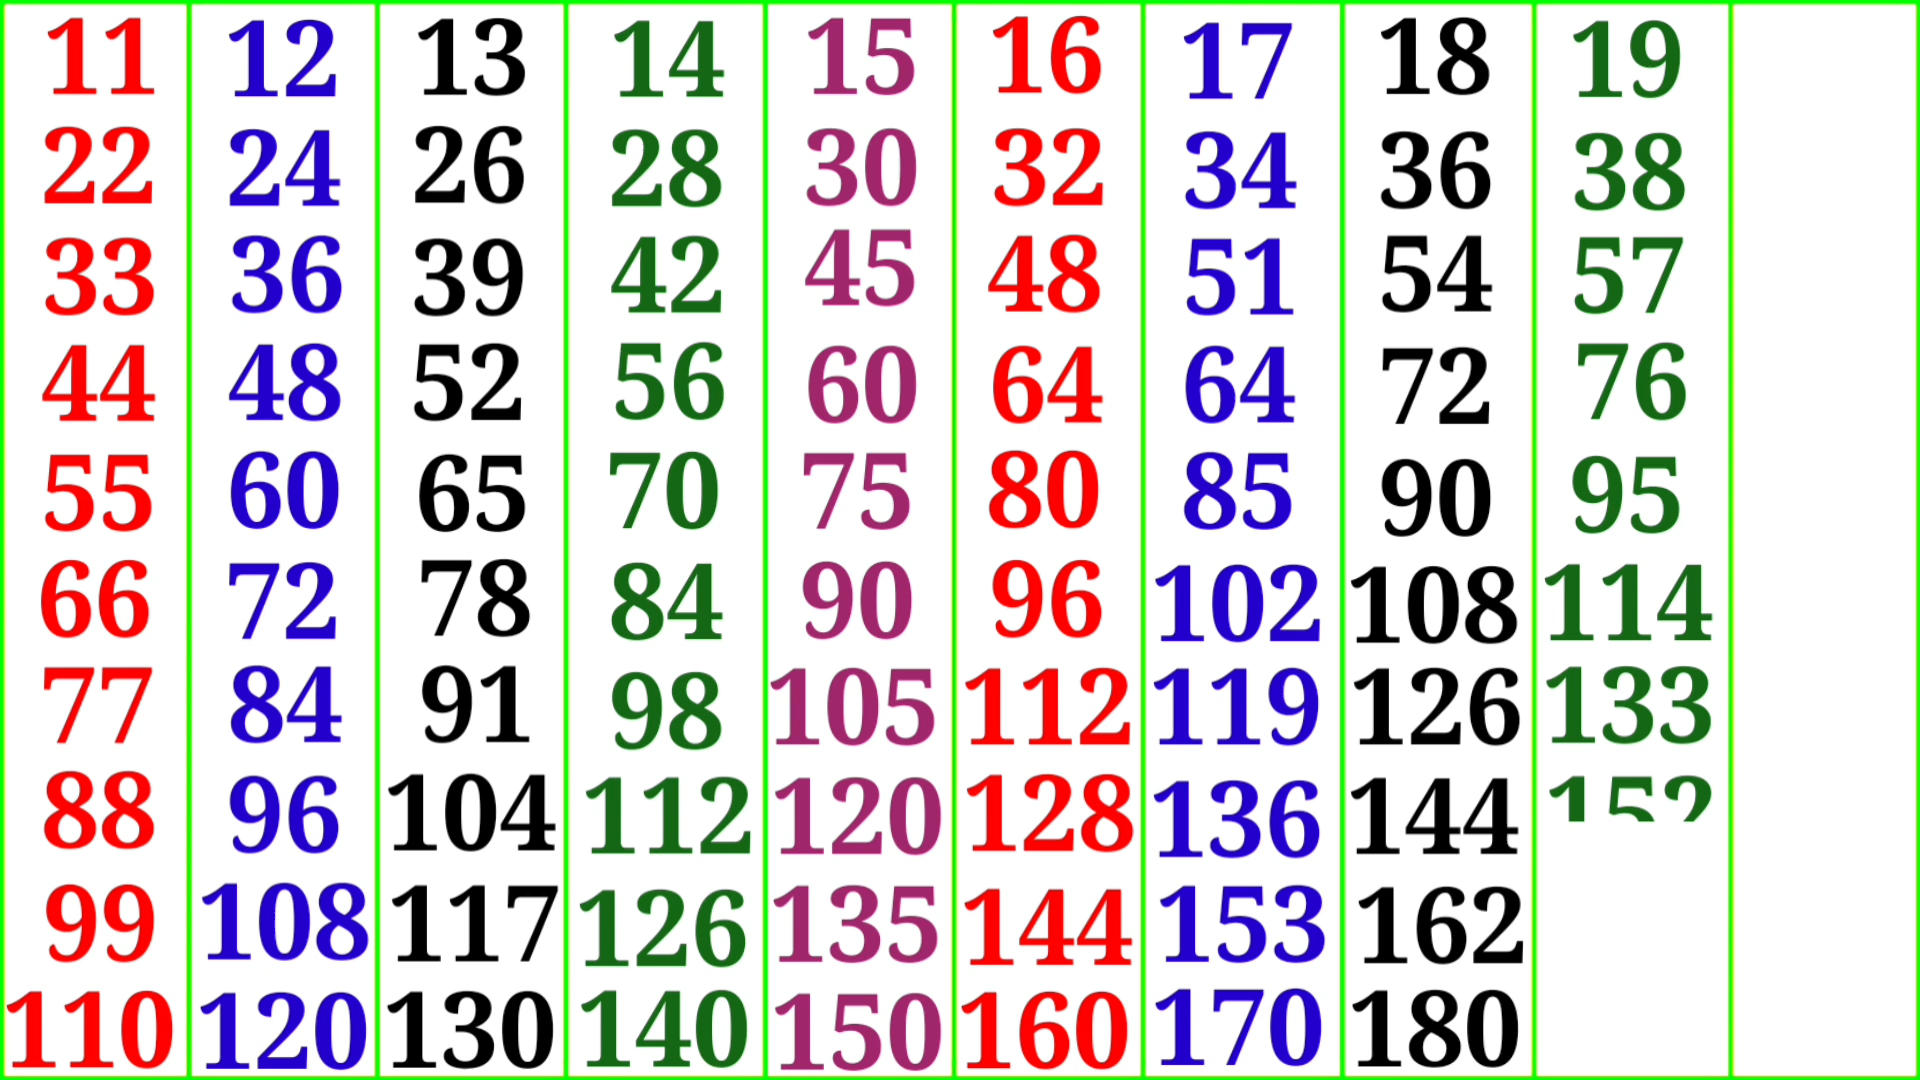 11 12 13 14 15 16 17 18 19
22 24 26 28 30 32 34 36 38
33 36 39 42 45 48 51 54 57
44 48 52 56 60 64 64 72 76
55 60 65 70 75 80 85 90 95
66 72 78 84 90 96 102 108 114
77 84 91 98 105 112 119 126 133
88 96 104 112 120 128 136 144 152
99 108 117 126 135 144 153 162
110 120 130 140 150 160 170 180